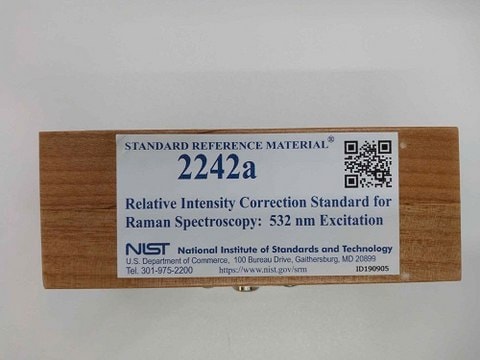 STANDARD REFERENCE MATERIAL®
2242a
Relative Intensity Correction Standard for
Raman Spectroscopy: 532 nm Excitation
NIST National Institute of Standards and Technology
U.S. Department of Commerce, 100 Bureau Drive, Gaithersburg, MD 20899
Tel. 301-975-2200 https://www.nist.gov/srm ID190905